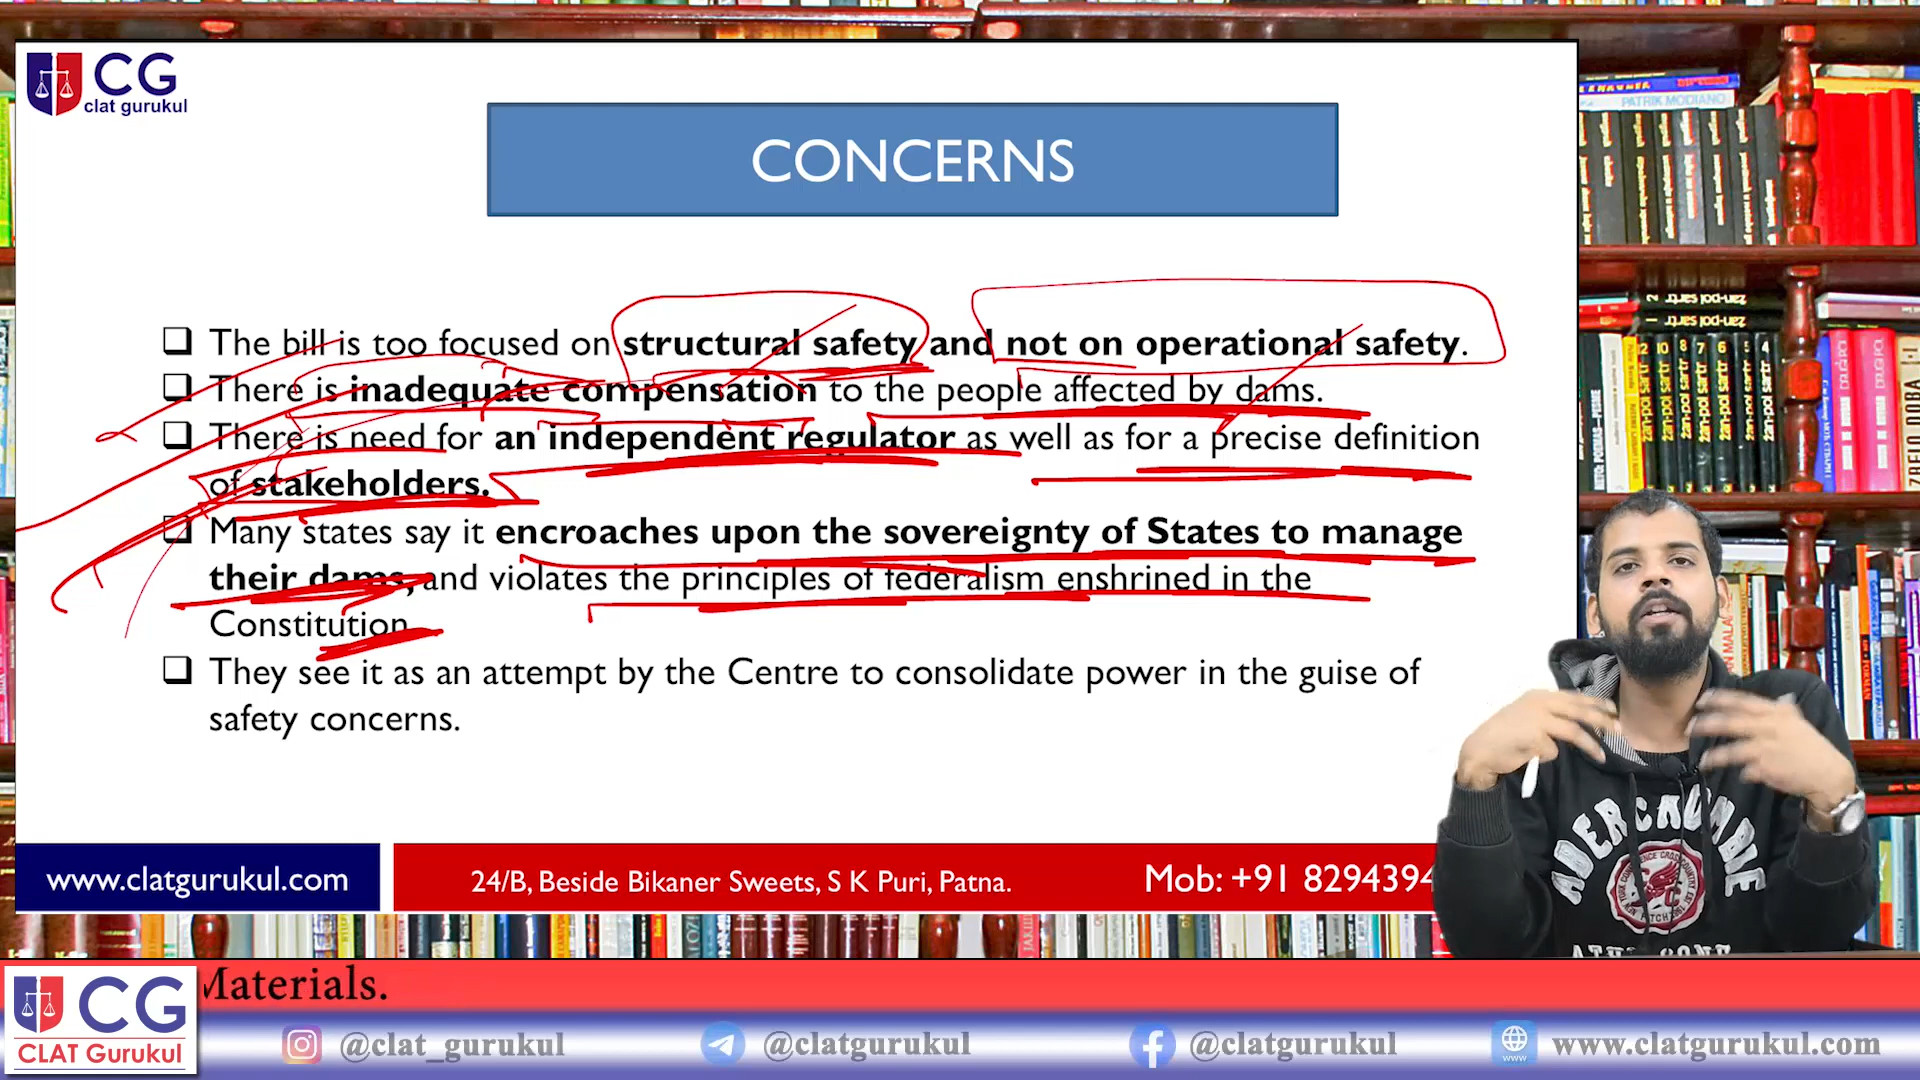 CG
clat gurukul
CONCERNS
The bill is too focused on structural safety and not on operational safety.
There is inadequate compensation to the people affected by dams.
There is need for an independent regulator as well as for a precise definition
of stakeholders.
Many states say it encroaches upon the sovereignty of States to manage
their dams, and violates the principles of federalism enshrined in the
Constitution
They see it as an attempt by the Centre to consolidate power in the guise of
safety concerns.
www.clatgurukul.com
24/B, Beside Bikaner Sweets, S K Puri, Patna.
Mob: +91 8294394
ABERCROMBIE
PATRIK MODIANO
Materials.
CG
CLAT Gurukul
@clat_gurukul
@clatgurukul
@clatgurukul
www.clatgurukul.com